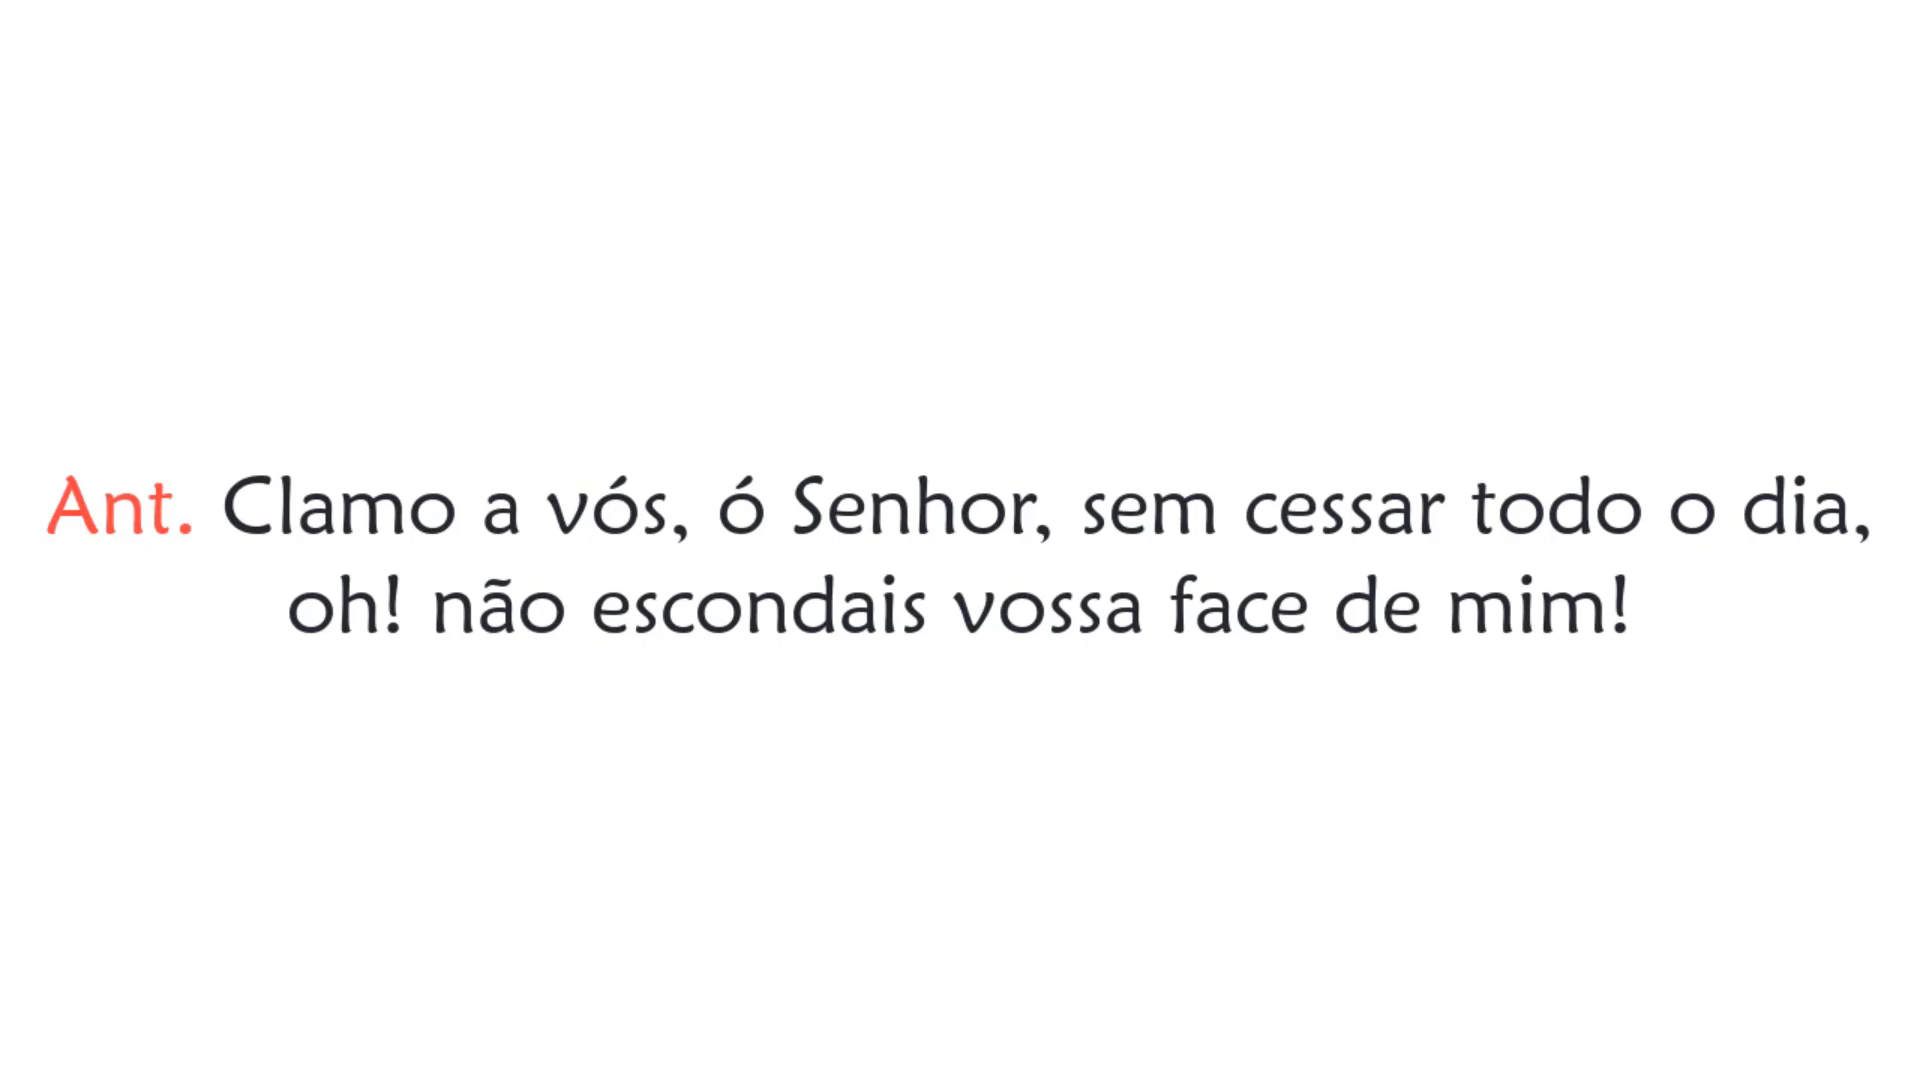 Ant. Clamo a vós, ó Senhor, sem cessar todo o dia,
oh! não escondais vossa face de mim!